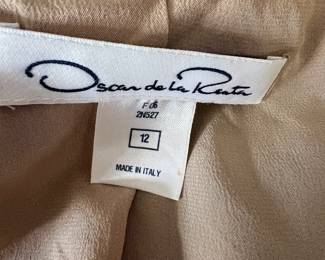 Oscar de la Renta
F 06
2N527
12
MADE IN ITALY